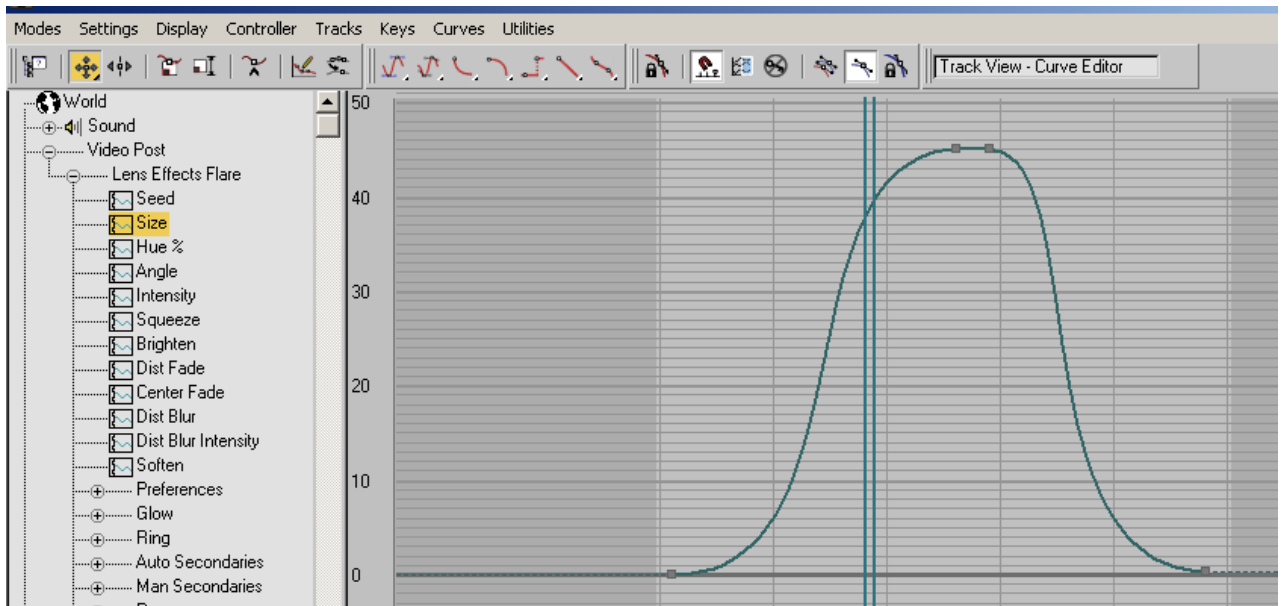 Modes Settings Display Controller Tracks Keys Curves Utilities
Track View - Curve Editor
World
Sound
Video Post
Lens Effects Flare
Seed
Size
Hue %
Angle
Intensity
Squeeze
Brighten
Dist Fade
Center Fade
Dist Blur
Dist Blur Intensity
Soften
Preferences
Glow
Ring
Auto Secondaries
Man Secondaries
50
40
30
20
10
0